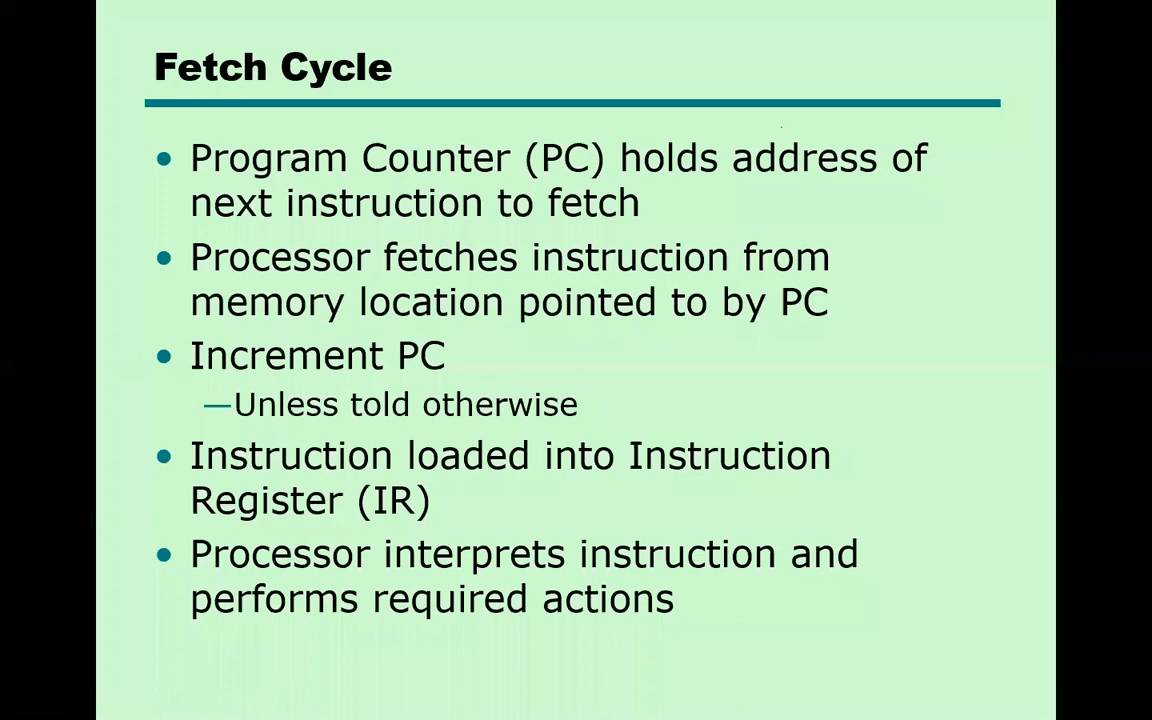 Fetch Cycle
• Program Counter (PC) holds address of
next instruction to fetch
• Processor fetches instruction from
memory location pointed to by PC
• Increment PC
—Unless told otherwise
• Instruction loaded into Instruction
Register (IR)
• Processor interprets instruction and
performs required actions